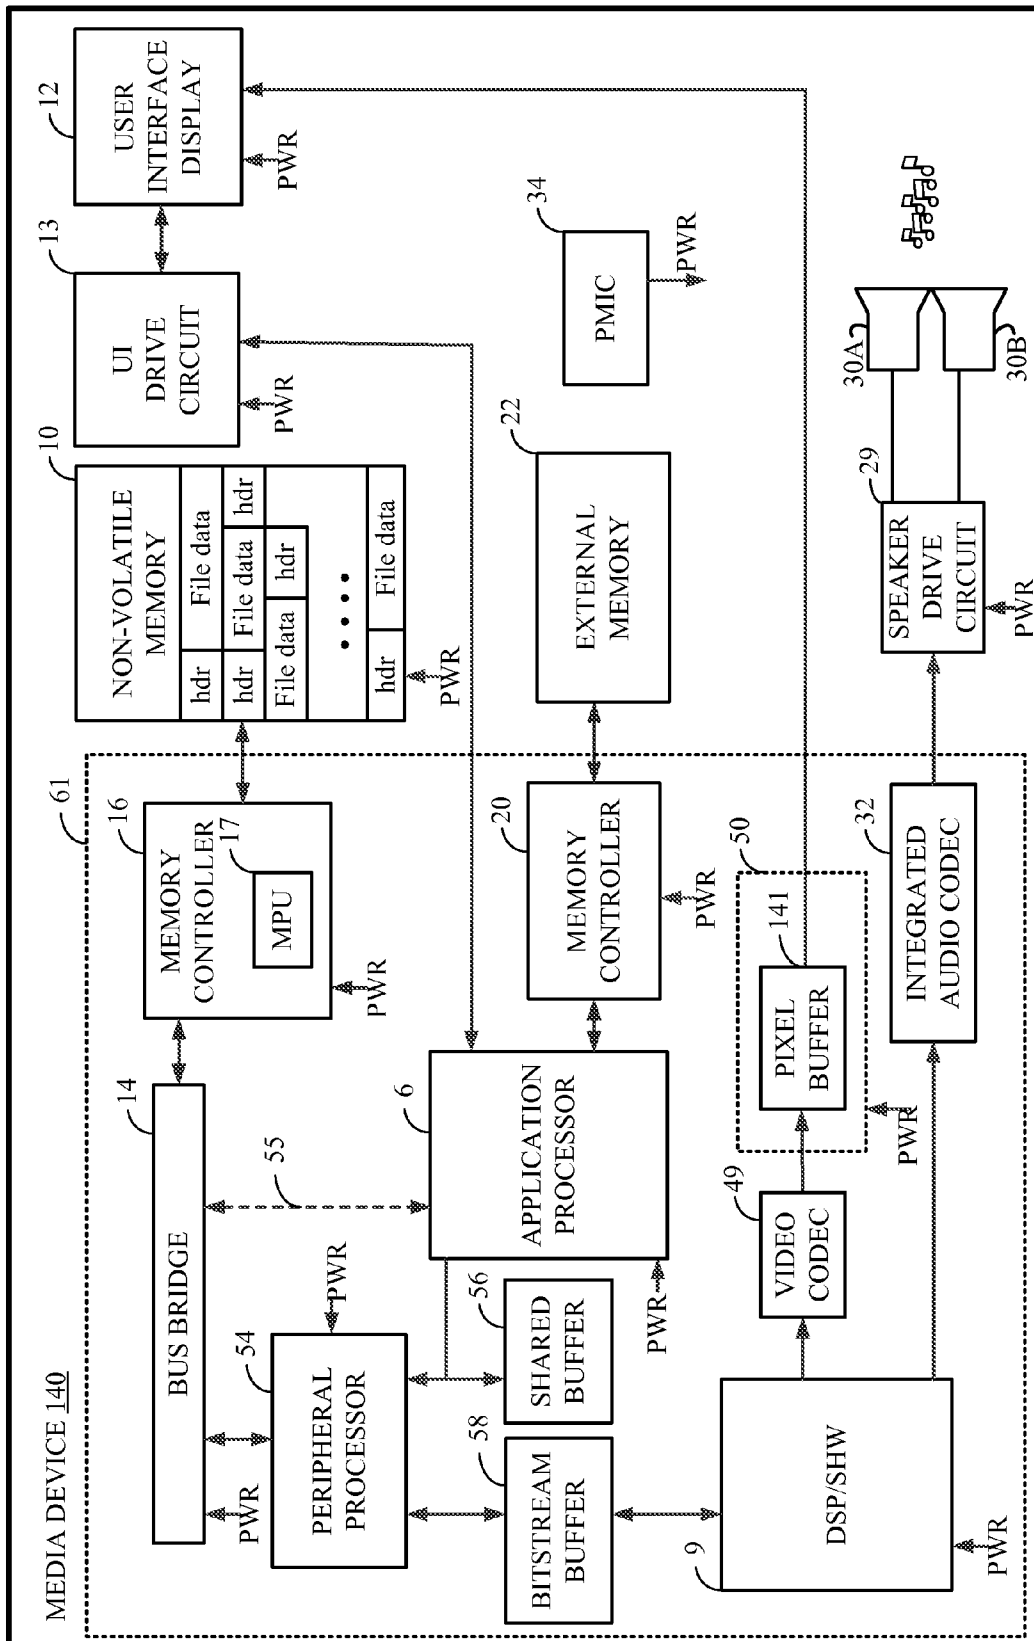 MEDIA DEVICE 140
61
BUS BRIDGE
14
PWR
MEMORY
CONTROLLER
16
MPU
17
PWR
NON-VOLATILE
MEMORY
10
hdr
File data
hdr
File data
hdr
File data
hdr
hdr
File data
PWR
UI
DRIVE
CIRCUIT
13
PWR
USER
INTERFACE
DISPLAY
12
PWR
PERIPHERAL
PROCESSOR
54
PWR
55
APPLICATION
PROCESSOR
6
PWR
SHARED
BUFFER
56
BITSTREAM
BUFFER
58
MEMORY
CONTROLLER
20
PWR
EXTERNAL
MEMORY
22
PMIC
34
PWR
DSP/SHW
9
PWR
VIDEO
CODEC
49
PIXEL
BUFFER
141
50
PWR
INTEGRATED
AUDIO CODEC
32
SPEAKER
DRIVE
CIRCUIT
29
PWR
30A
30B